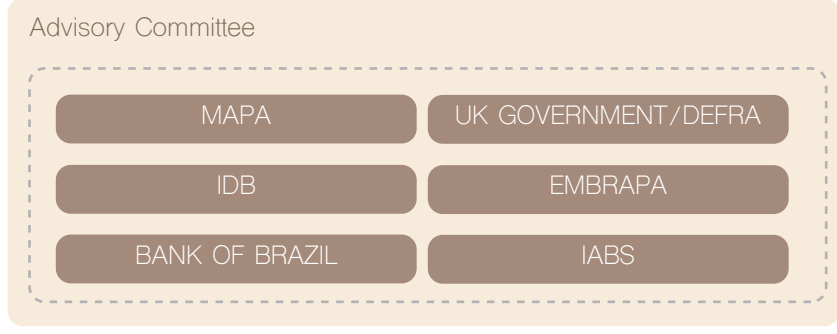 Advisory Committee
MAPA
UK GOVERNMENT/DEFRA
IDB
EMBRAPA
BANK OF BRAZIL
IABS